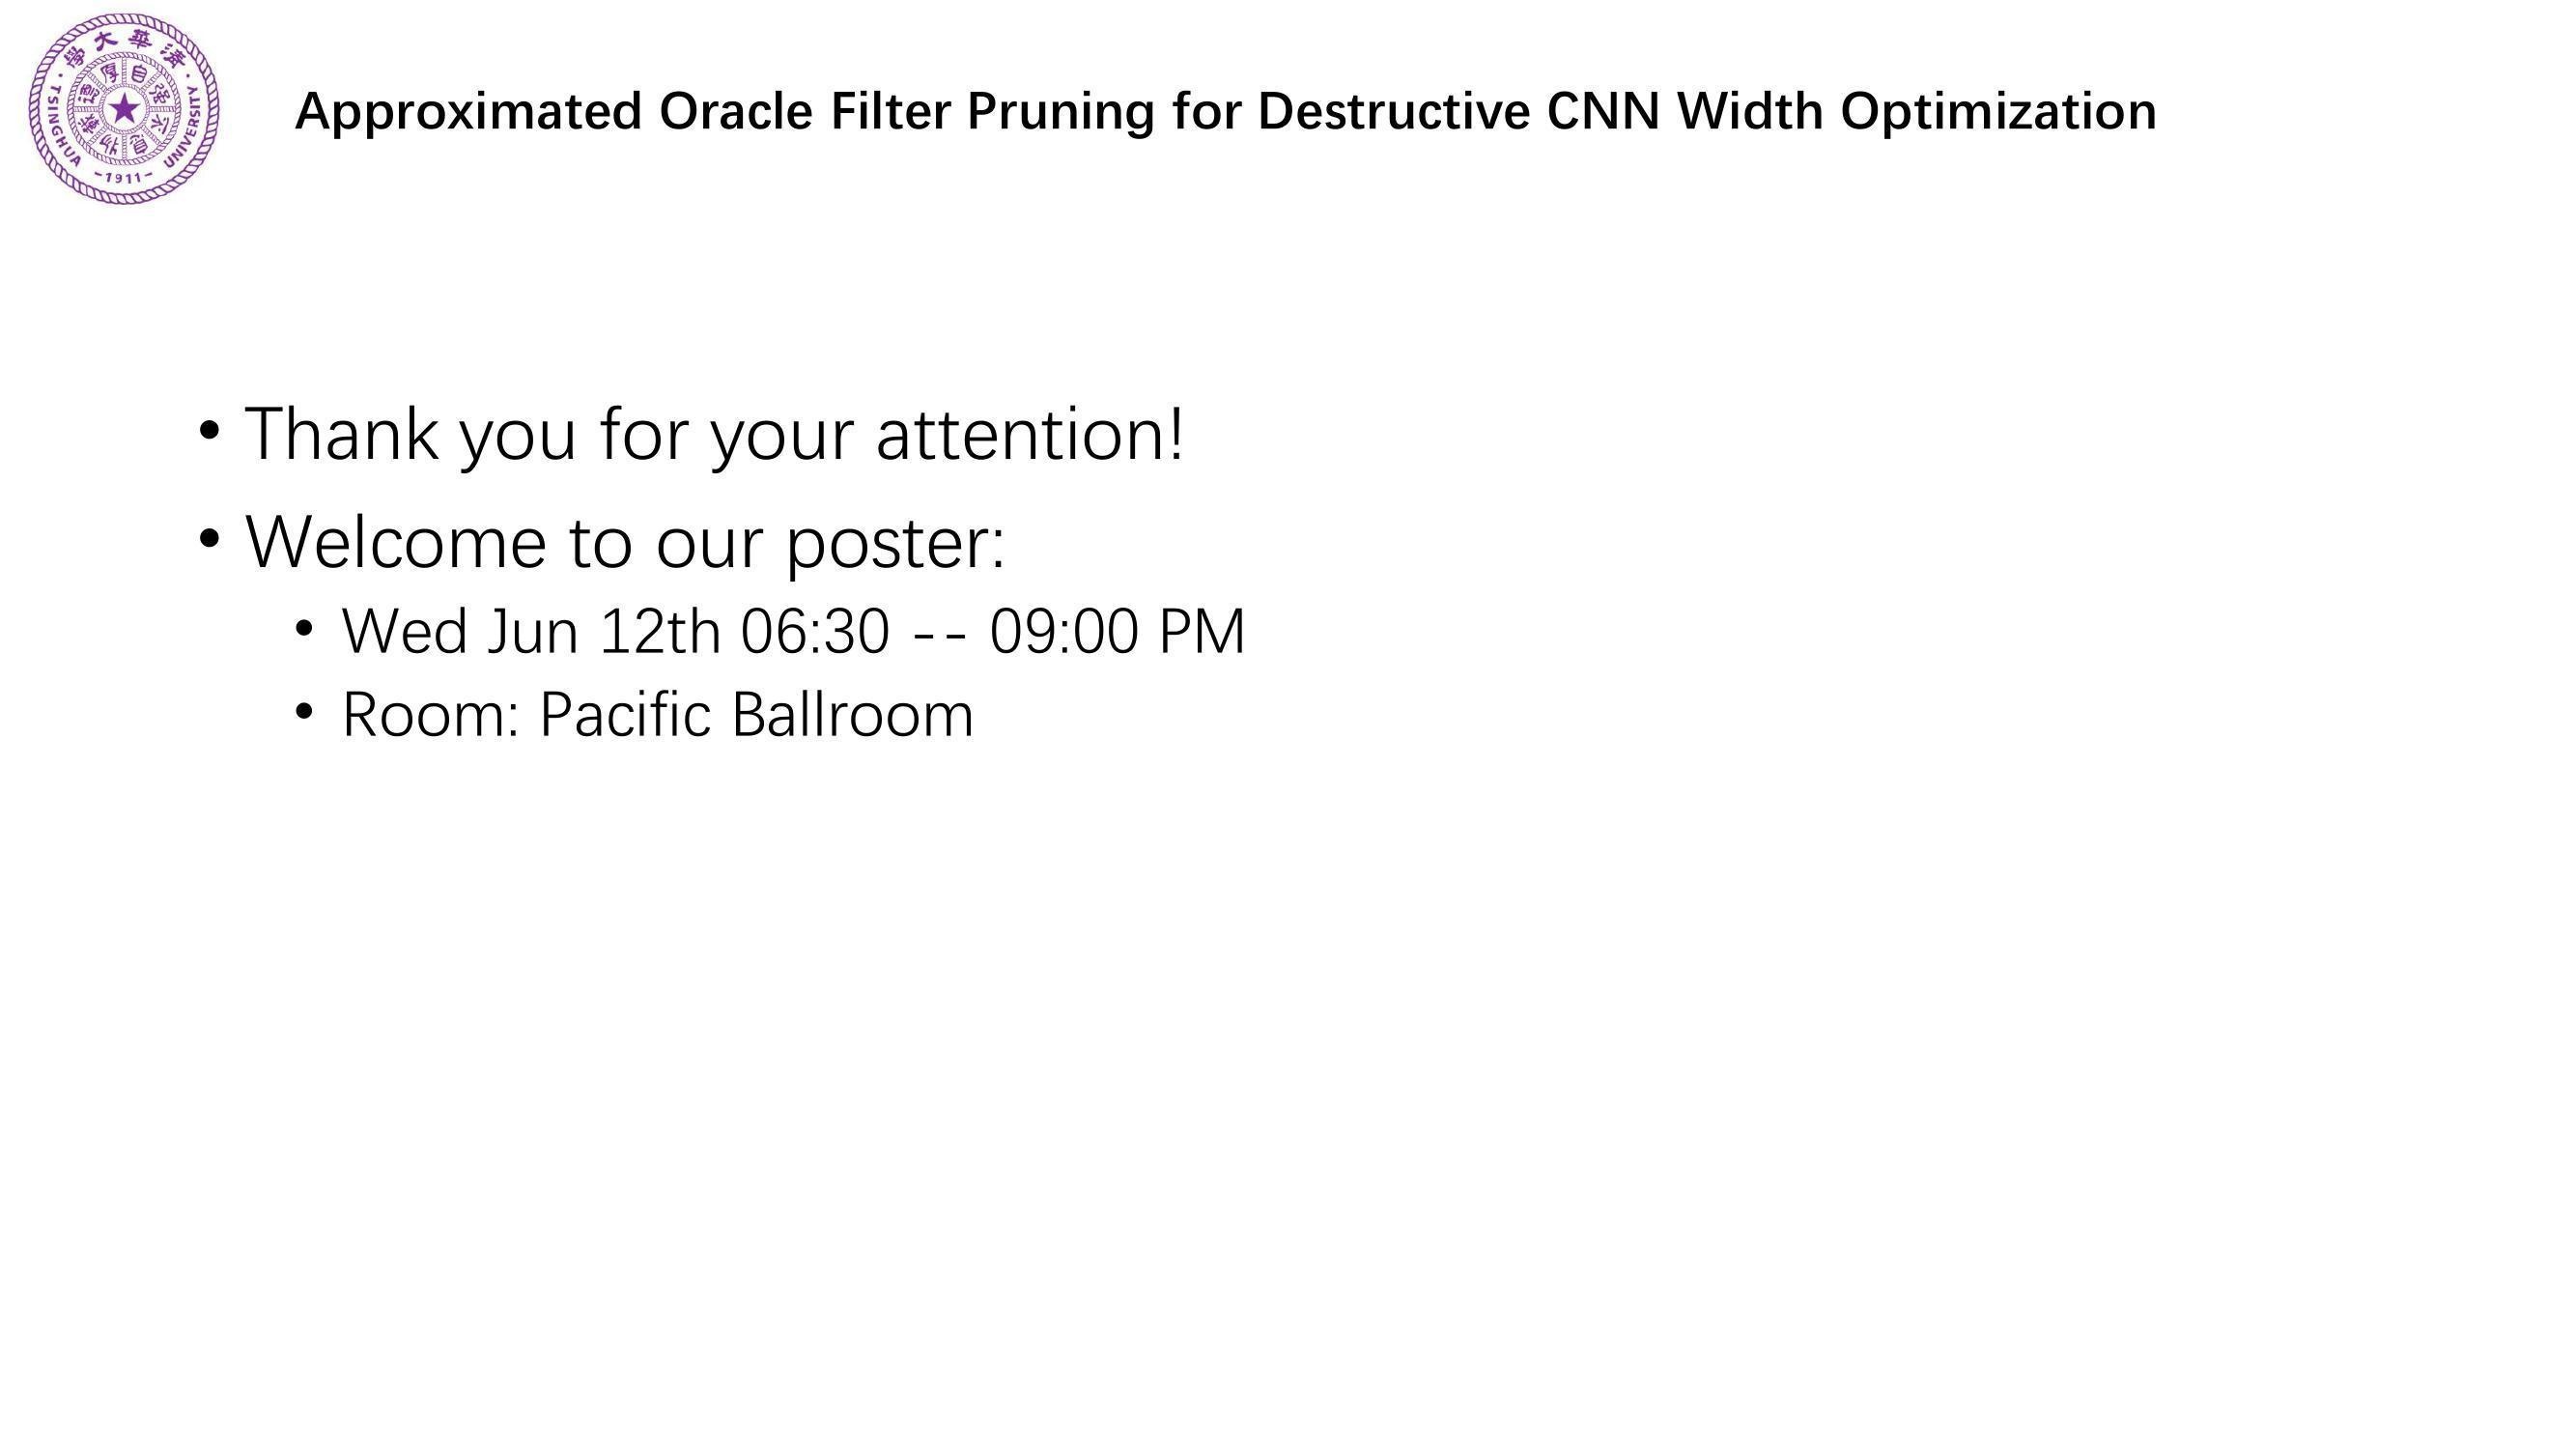 學大華淸
自强不息
厚德載物
TSINGHUA UNIVERSITY
–1911–
Approximated Oracle Filter Pruning for Destructive CNN Width Optimization
• Thank you for your attention!
• Welcome to our poster:
• Wed Jun 12th 06:30 -- 09:00 PM
• Room: Pacific Ballroom